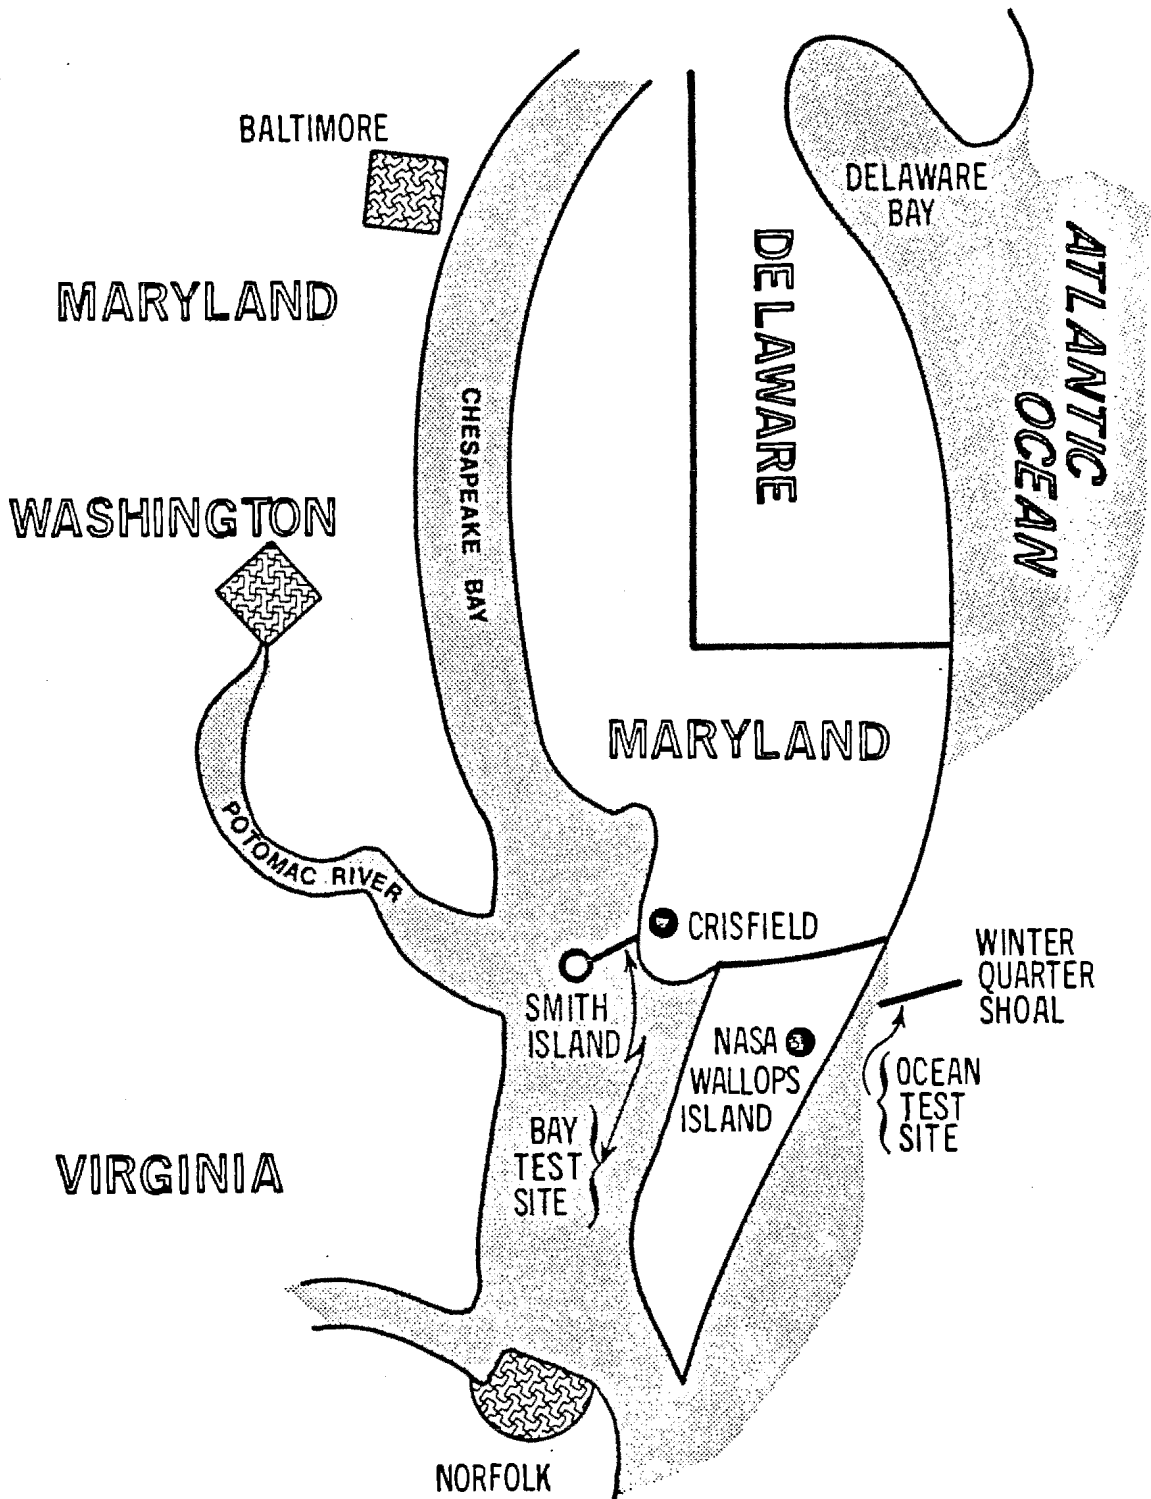 BALTIMORE
DELAWARE
BAY
MARYLAND
DELAWARE
ATLANTIC
OCEAN
CHESAPEAKE BAY
WASHINGTON
MARYLAND
POTOMAC RIVER
CRISFIELD
WINTER
QUARTER
SHOAL
SMITH
ISLAND
NASA
WALLOPS
ISLAND
OCEAN
TEST
SITE
BAY
TEST
SITE
VIRGINIA
NORFOLK